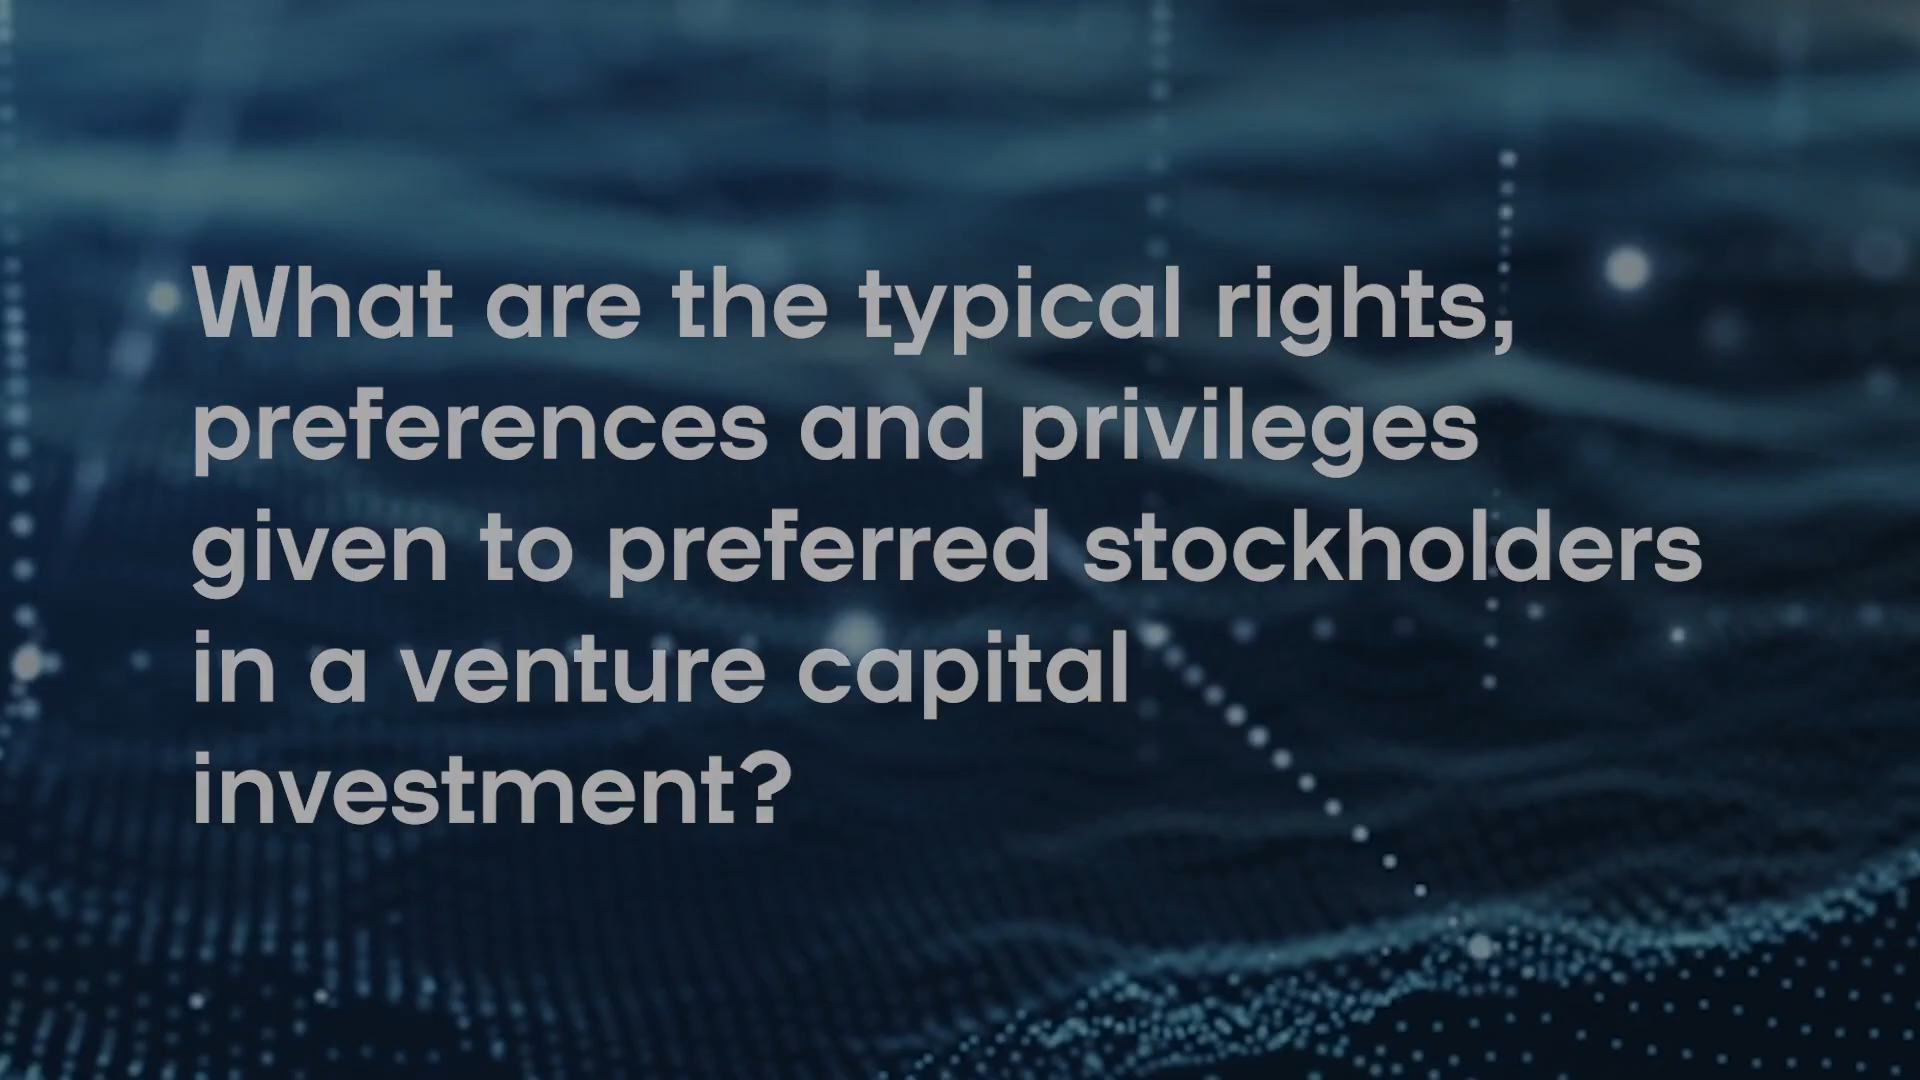 What are the typical rights,
preferences and privileges
given to preferred stockholders
in a venture capital
investment?